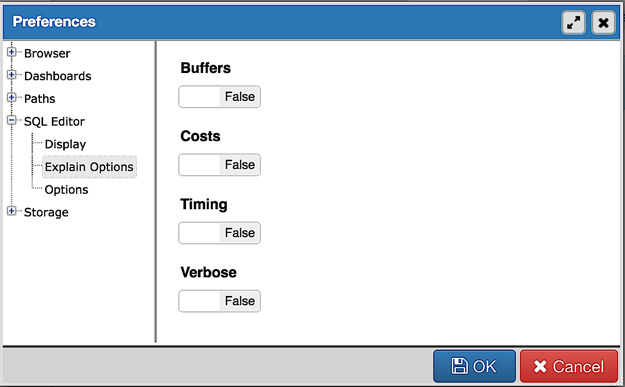 Preferences
Browser
Dashboards
Paths
SQL Editor
Display
Explain Options
Options
Storage
Buffers
False
Costs
False
Timing
False
Verbose
False
OK
Cancel